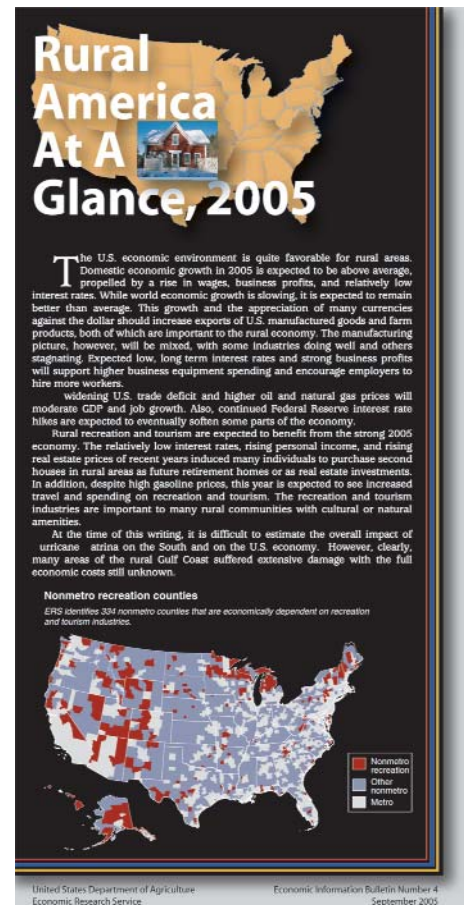 Rural
America
At A
Glance, 2005
The U.S. economic environment is quite favorable for rural areas.
Domestic economic growth in 2005 is expected to be above average,
propelled by a rise in wages, business profits, and relatively low
interest rates. While world economic growth is slowing, it is expected to remain
better than average. This growth and the appreciation of many currencies
against the dollar should increase exports of U.S. manufactured goods and farm
products, both of which are important to the rural economy. The manufacturing
picture, however, will be mixed, with some industries doing well and others
stagnating. Expected low, long term interest rates and strong business profits
will support higher business equipment spending and encourage employers to
hire more workers.
widening U.S. trade deficit and higher oil and natural gas prices will
moderate GDP and job growth. Also, continued Federal Reserve interest rate
hikes are expected to eventually soften some parts of the economy.
Rural recreation and tourism are expected to benefit from the strong 2005
economy. The relatively low interest rates, rising personal income, and rising
real estate prices of recent years induced many individuals to purchase second
houses in rural areas as future retirement homes or as real estate investments.
In addition, despite high gasoline prices, this year is expected to see increased
travel and spending on recreation and tourism. The recreation and tourism
industries are important to many rural communities with cultural or natural
amenities.
At the time of this writing, it is difficult to estimate the overall impact of
urricane atrina on the South and on the U.S. economy. However, clearly,
many areas of the rural Gulf Coast suffered extensive damage with the full
economic costs still unknown.
Nonmetro recreation counties
ERS identifies 334 nonmetro counties that are economically dependent on recreation
and tourism industries.
Nonmetro
recreation
Other
nonmetro
Metro
United States Department of Agriculture
Economic Research Service
Economic Information Bulletin Number 4
September 2005